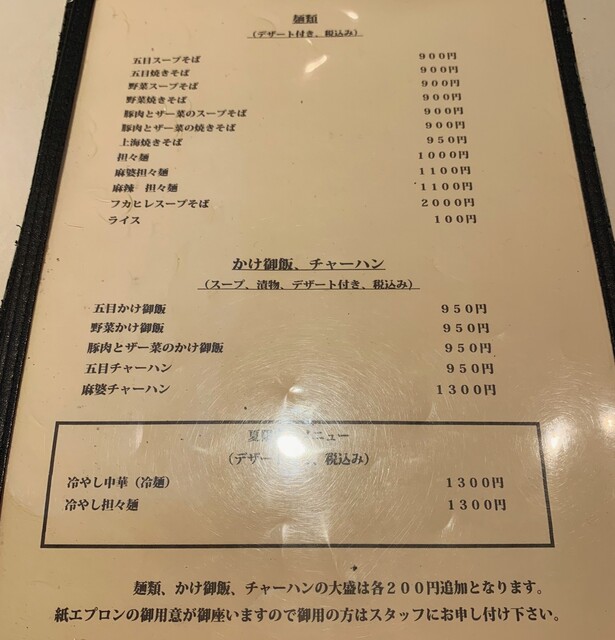 麺類
(デザート付き、税込み)
五目スープそば 900円
五目焼きそば 900円
野菜スープそば 900円
野菜焼きそば 900円
豚肉とザー菜のスープそば 900円
豚肉とザー菜の焼きそば 900円
上海焼きそば 950円
担々麺 1000円
麻婆担々麺 1100円
麻辣 担々麺 1100円
フカヒレスープそば 2000円
ライス 100円
かけ御飯、チャーハン
(スープ、漬物、デザート付き、税込み)
五目かけ御飯 950円
野菜かけ御飯 950円
豚肉とザー菜のかけ御飯 950円
五目チャーハン 950円
麻婆チャーハン 1300円
夏 ニュー
(デザー 、税込み)
冷やし中華(冷麺) 1300円
冷やし担々麺 1300円
麺類、かけ御飯、チャーハンの大盛は各200円追加となります。
紙エプロンの御用意が御座いますので御用の方はスタッフにお申し付け下さい。